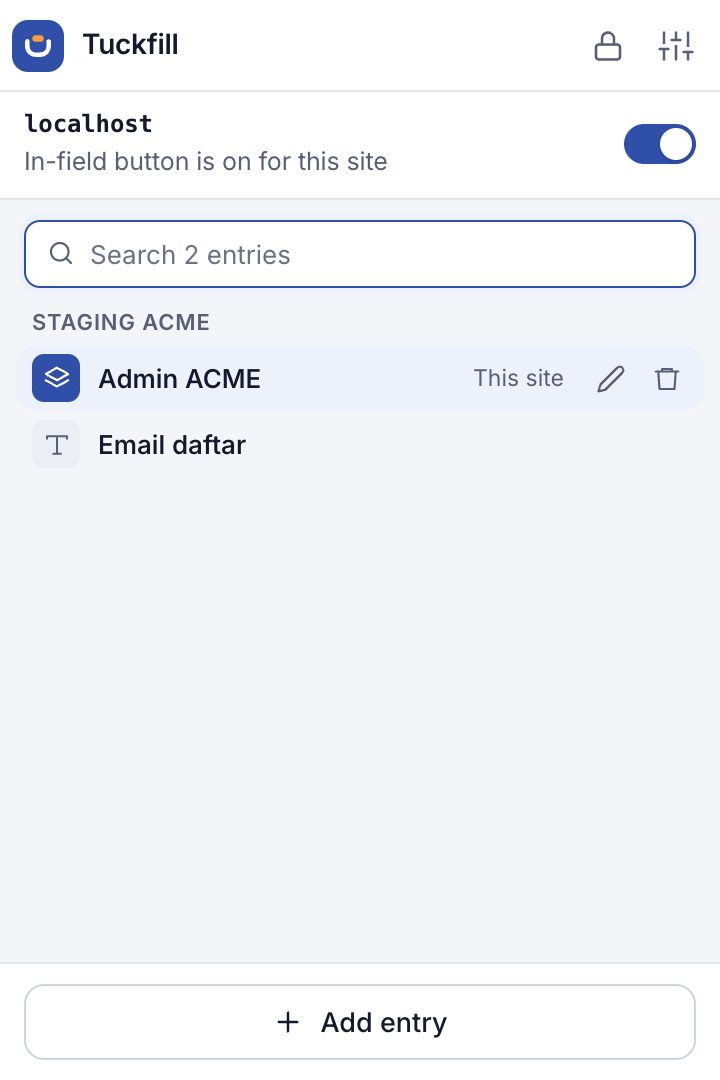 Tuckfill
localhost
In-field button is on for this site
Search 2 entries
STAGING ACME
Admin ACME This site
Email daftar
Add entry